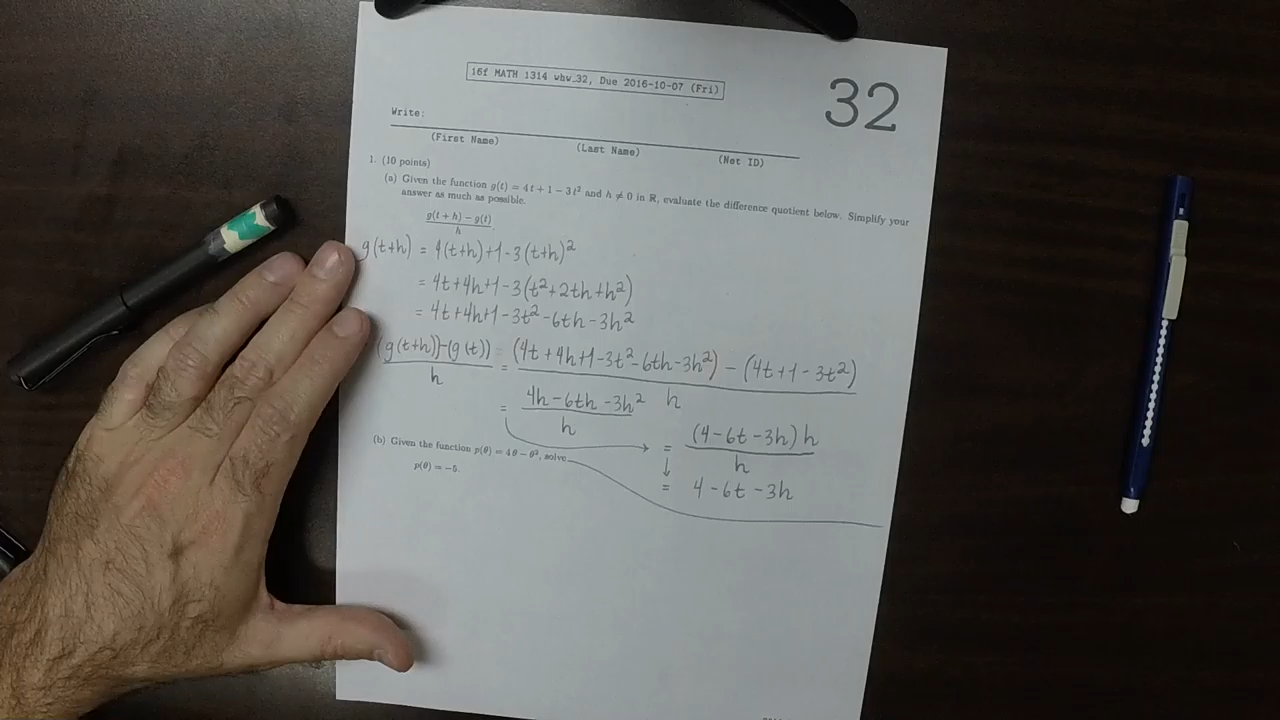 16f MATH 1314 whw_32, Due 2016-10-07 (Fri)
32
Write:
(First Name) (Last Name) (Not ID)
1. (10 points)
(a) Given the function g(t) = 4t + 1 − 3t² and h ≠ 0 in R, evaluate the difference quotient below. Simplify your
answer as much as possible.
g(t + h) − g(t)
h
g(t+h) = 4(t+h)+1-3(t+h)²
= 4t+4h+1-3(t²+2th+h²)
= 4t+4h+1-3t²-6th-3h²
(g(t+h))-(g(t)) = (4t+4h+1-3t²-6th-3h²) - (4t+1-3t²)
h h
= 4h-6th-3h²
h
= (4-6t-3h)h
h
= 4-6t-3h
(b) Given the function p(θ) = 4θ − θ², solve
p(θ) = −5.